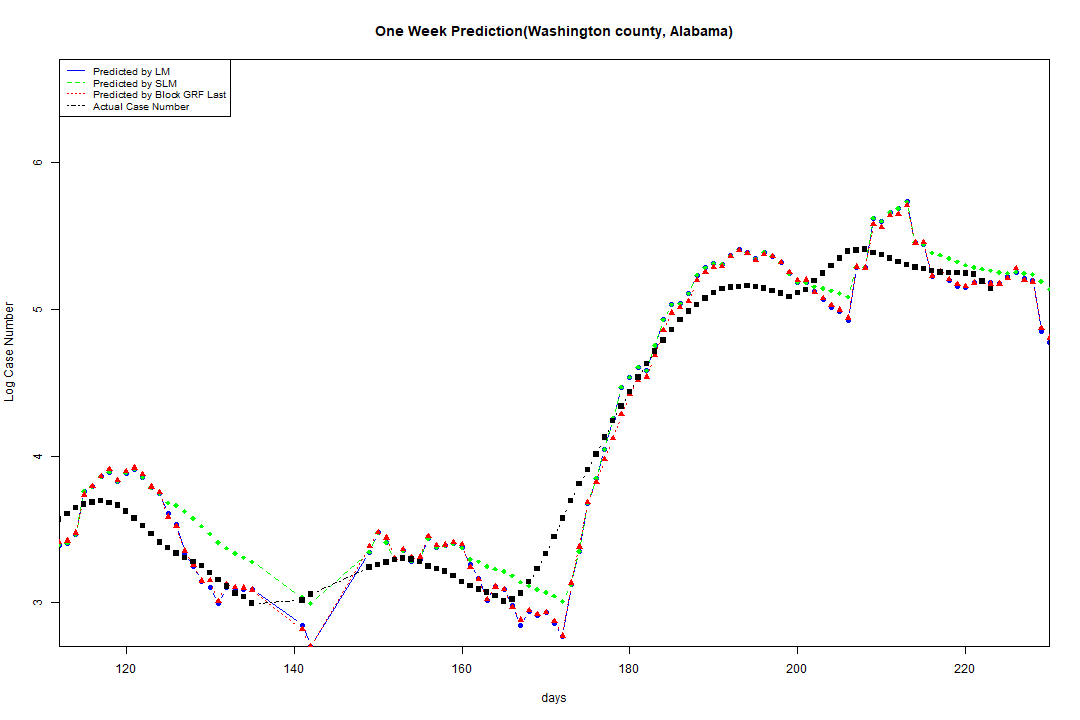 One Week Prediction(Washington county, Alabama)
Predicted by LM
Predicted by SLM
Predicted by Block GRF Last
Actual Case Number
6
5
4
3
Log Case Number
120 140 160 180 200 220
days